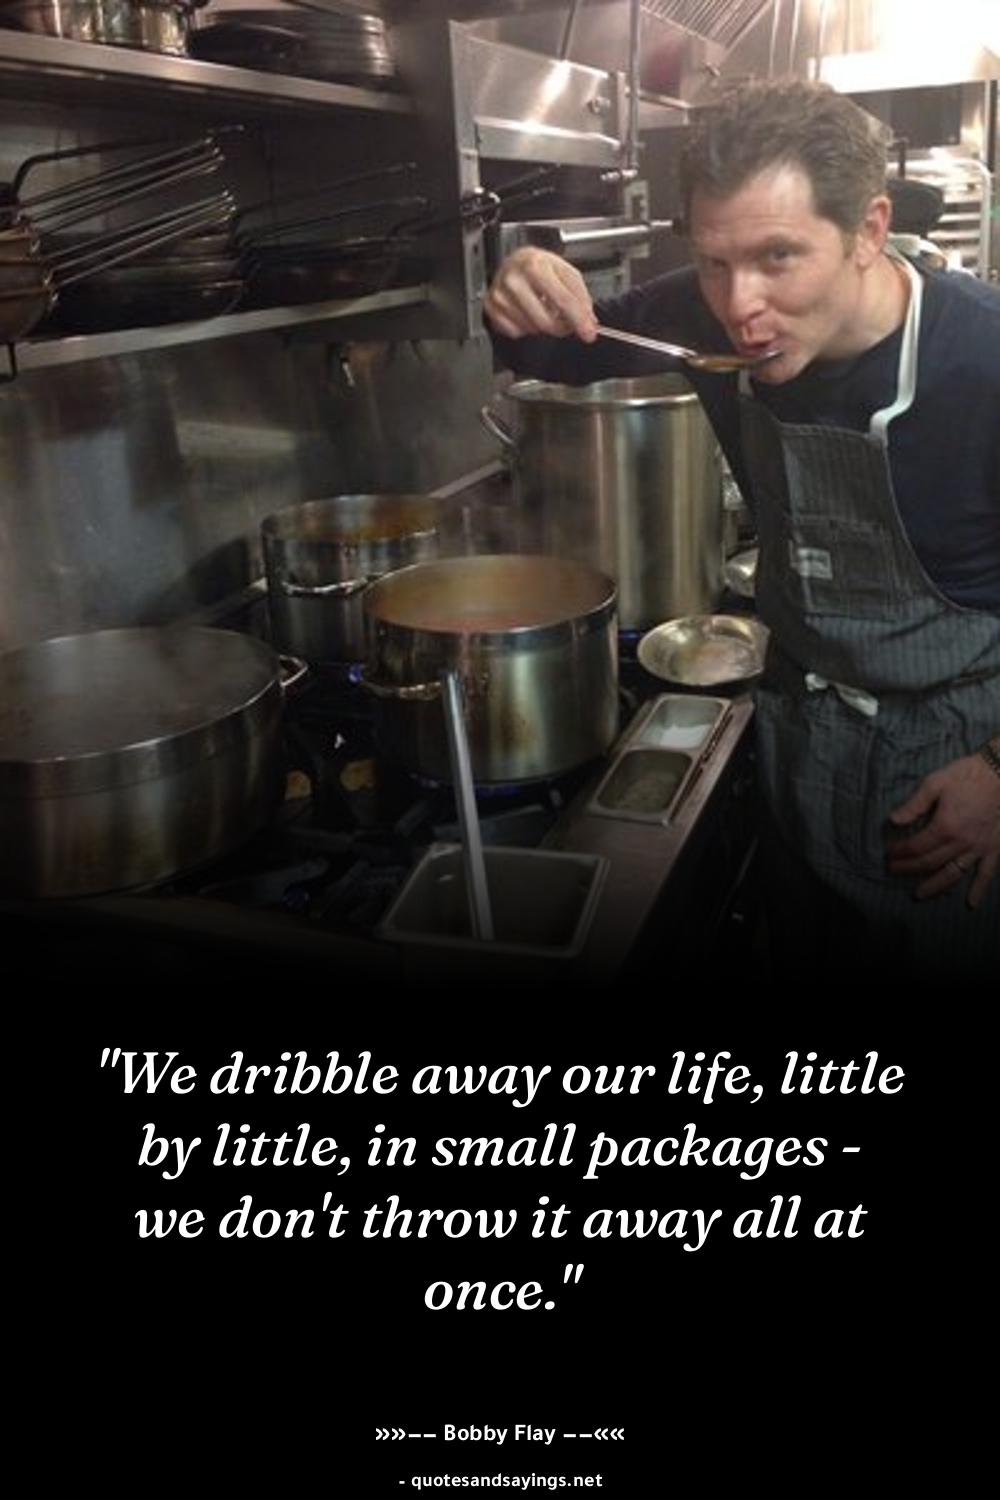 "We dribble away our life, little
by little, in small packages -
we don't throw it away all at
once."
»»–– Bobby Flay ––««
- quotesandsayings.net